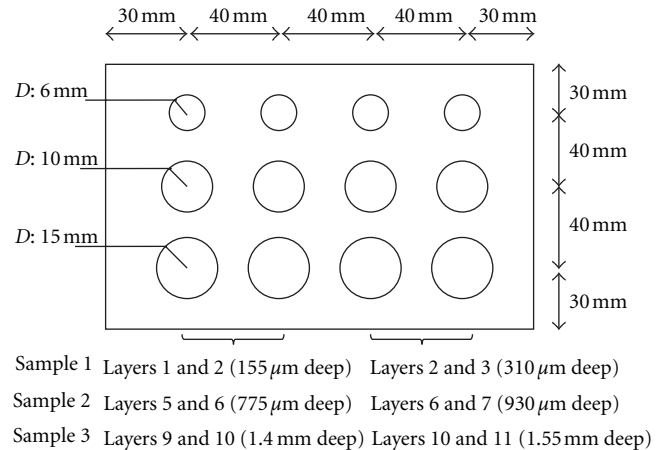 30 mm 40 mm 40 mm 40 mm 30 mm
D: 6 mm
30 mm
D: 10 mm
40 mm
D: 15 mm
40 mm
30 mm
Sample 1 Layers 1 and 2 (155 μm deep) Layers 2 and 3 (310 μm deep)
Sample 2 Layers 5 and 6 (775 μm deep) Layers 6 and 7 (930 μm deep)
Sample 3 Layers 9 and 10 (1.4 mm deep) Layers 10 and 11 (1.55 mm deep)